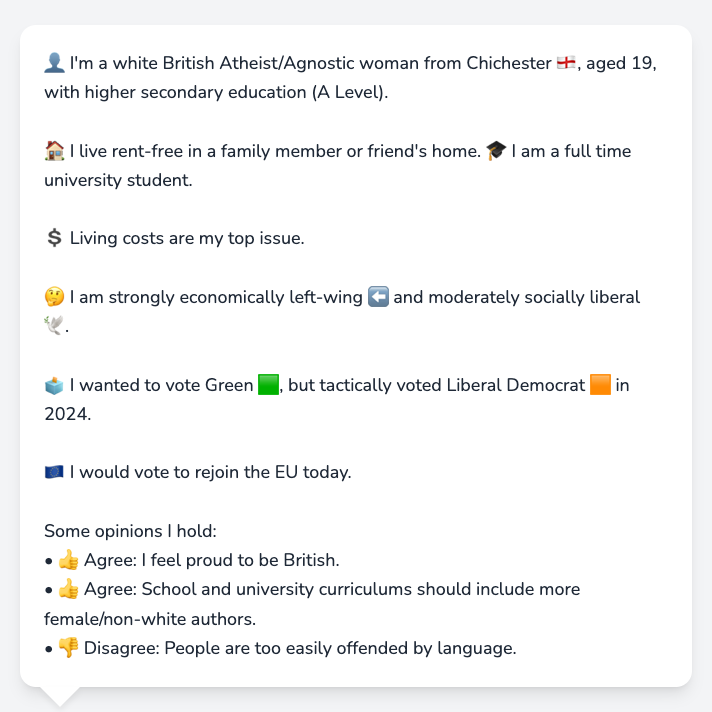 👤 I'm a white British Atheist/Agnostic woman from Chichester 🏴󠁧󠁢󠁥󠁮󠁧󠁿, aged 19,
with higher secondary education (A Level).
🏠 I live rent-free in a family member or friend's home. 🎓 I am a full time
university student.
💲 Living costs are my top issue.
🤔 I am strongly economically left-wing ⬅️ and moderately socially liberal
🕊️.
🗳️ I wanted to vote Green 🟩, but tactically voted Liberal Democrat 🟧 in
2024.
🇪🇺 I would vote to rejoin the EU today.
Some opinions I hold:
• 👍 Agree: I feel proud to be British.
• 👍 Agree: School and university curriculums should include more
female/non-white authors.
• 👎 Disagree: People are too easily offended by language.